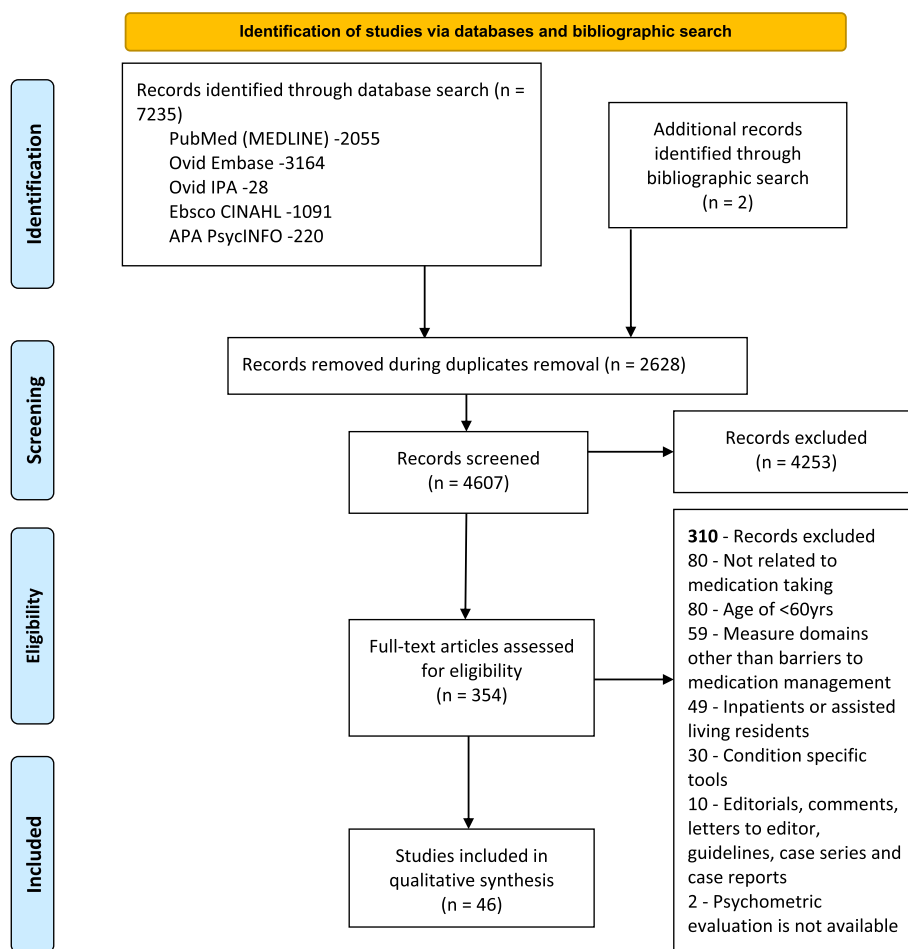 Identification of studies via databases and bibliographic search
Identification
Records identified through database search (n =
7235)
PubMed (MEDLINE) -2055
Ovid Embase -3164
Ovid IPA -28
Ebsco CINAHL -1091
APA PsycINFO -220
Additional records
identified through
bibliographic search
(n = 2)
Screening
Records removed during duplicates removal (n = 2628)
Records screened
(n = 4607)
Records excluded
(n = 4253)
Eligibility
Full-text articles assessed
for eligibility
(n = 354)
310 - Records excluded
80 - Not related to
medication taking
80 - Age of <60yrs
59 - Measure domains
other than barriers to
medication management
49 - Inpatients or assisted
living residents
30 - Condition specific
tools
10 - Editorials, comments,
letters to editor,
guidelines, case series and
case reports
2 - Psychometric
evaluation is not available
Included
Studies included in
qualitative synthesis
(n = 46)